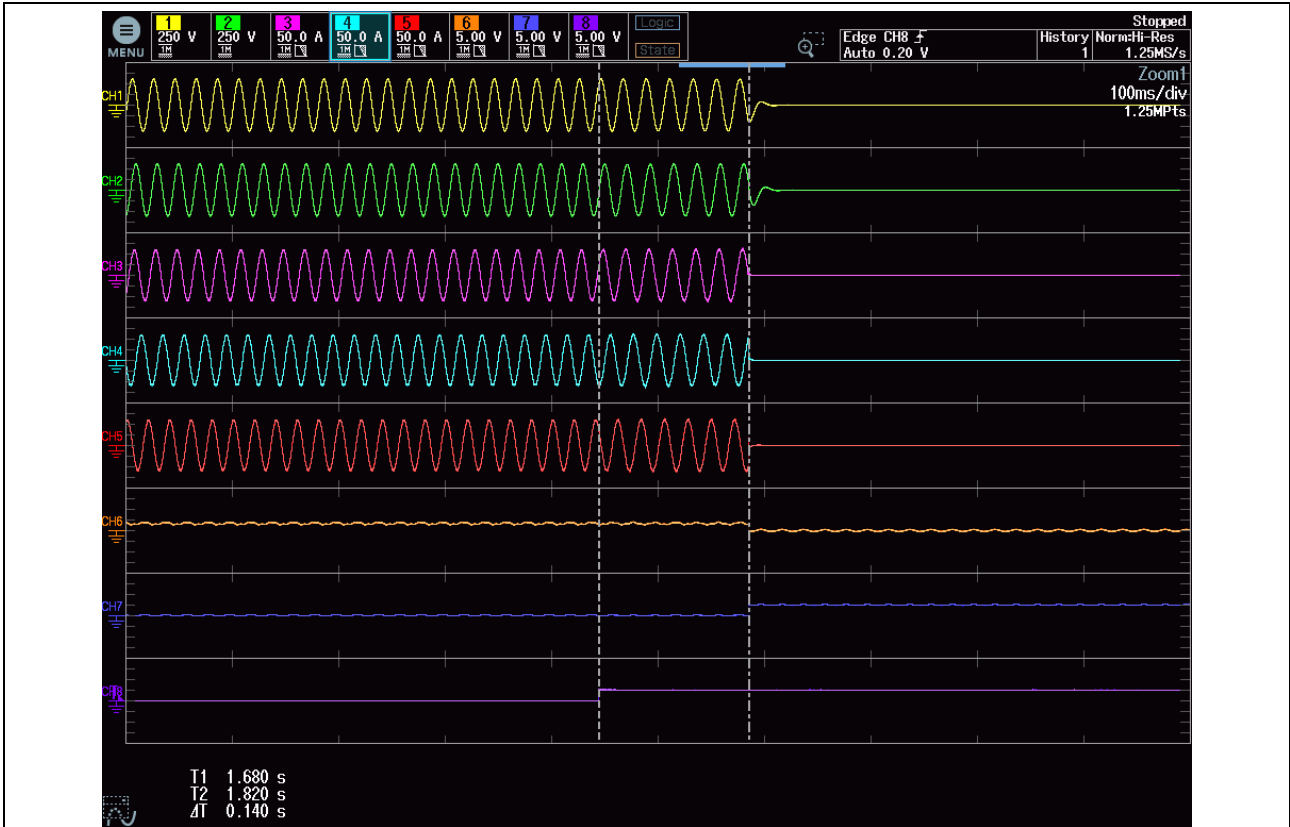 MENU
1 250 V 1M
2 250 V 1M
3 50.0 A 1M
4 50.0 A 1M
5 50.0 A 1M
6 5.00 V 1M
7 5.00 V 1M
8 5.00 V 1M
Logic
State
Edge CH8
Auto 0.20 V
Stopped
History 1
Norm:Hi-Res
1.25MS/s
Zoom1
100ms/div
1.25MPts
CH1
CH2
CH3
CH4
CH5
CH6
CH7
T1 1.680 s
T2 1.820 s
ΔT 0.140 s